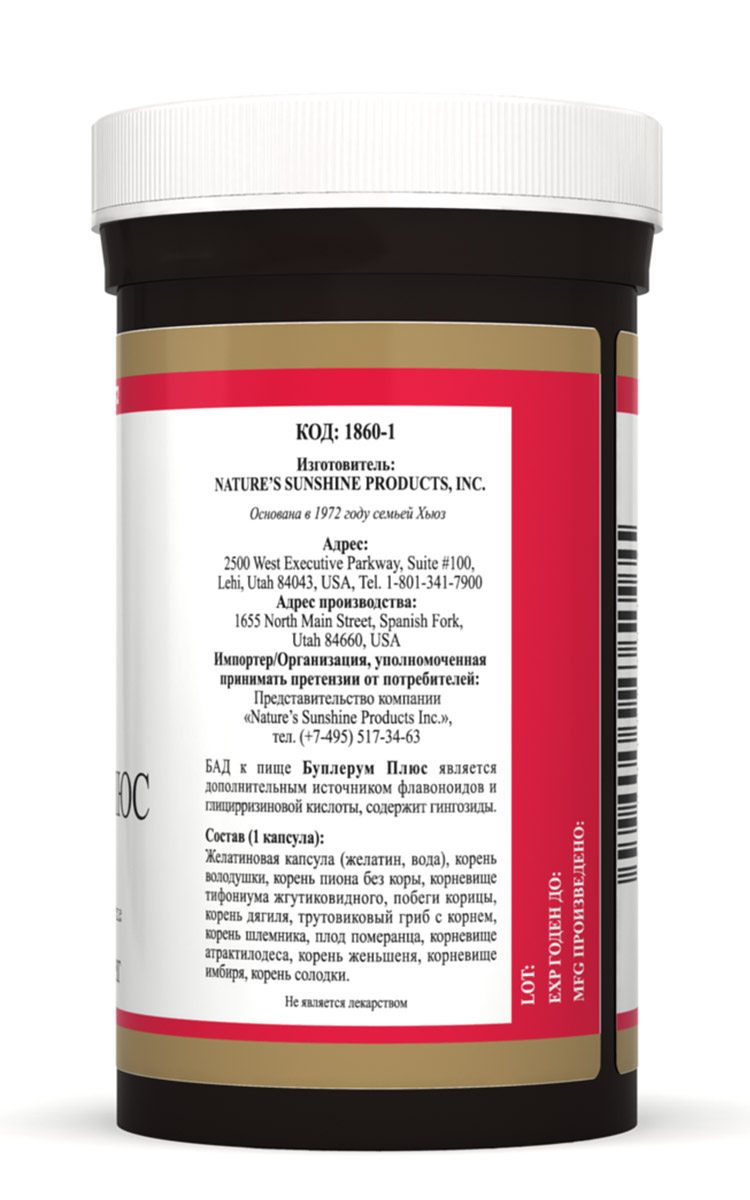 КОД: 1860-1
Изготовитель:
NATURE'S SUNSHINE PRODUCTS, INC.
Основана в 1972 году семьей Хьюз
Адрес:
2500 West Executive Parkway, Suite #100,
Lehi, Utah 84043, USA, Tel. 1-801-341-7900
Адрес производства:
1655 North Main Street, Spanish Fork,
Utah 84660, USA
Импортер/Организация, уполномоченная
принимать претензии от потребителей:
Представительство компании
«Nature's Sunshine Products Inc.»,
тел. (+7-495) 517-34-63
БАД к пище Буплерум Плюс является
дополнительным источником флавоноидов и
глицирризиновой кислоты, содержит гингозиды.
Состав (1 капсула):
Желатиновая капсула (желатин, вода), корень
володушки, корень пиона без коры, корневище
тифониума жгутиковидного, побеги корицы,
корень дягиля, трутовиковый гриб с корнем,
корень шлемника, плод померанца, корневище
атрактилодеса, корень женьшеня, корневище
имбиря, корень солодки.
Не является лекарством
LOT:
EXP ГОДЕН ДО:
MFG ПРОИЗВЕДЕНО: